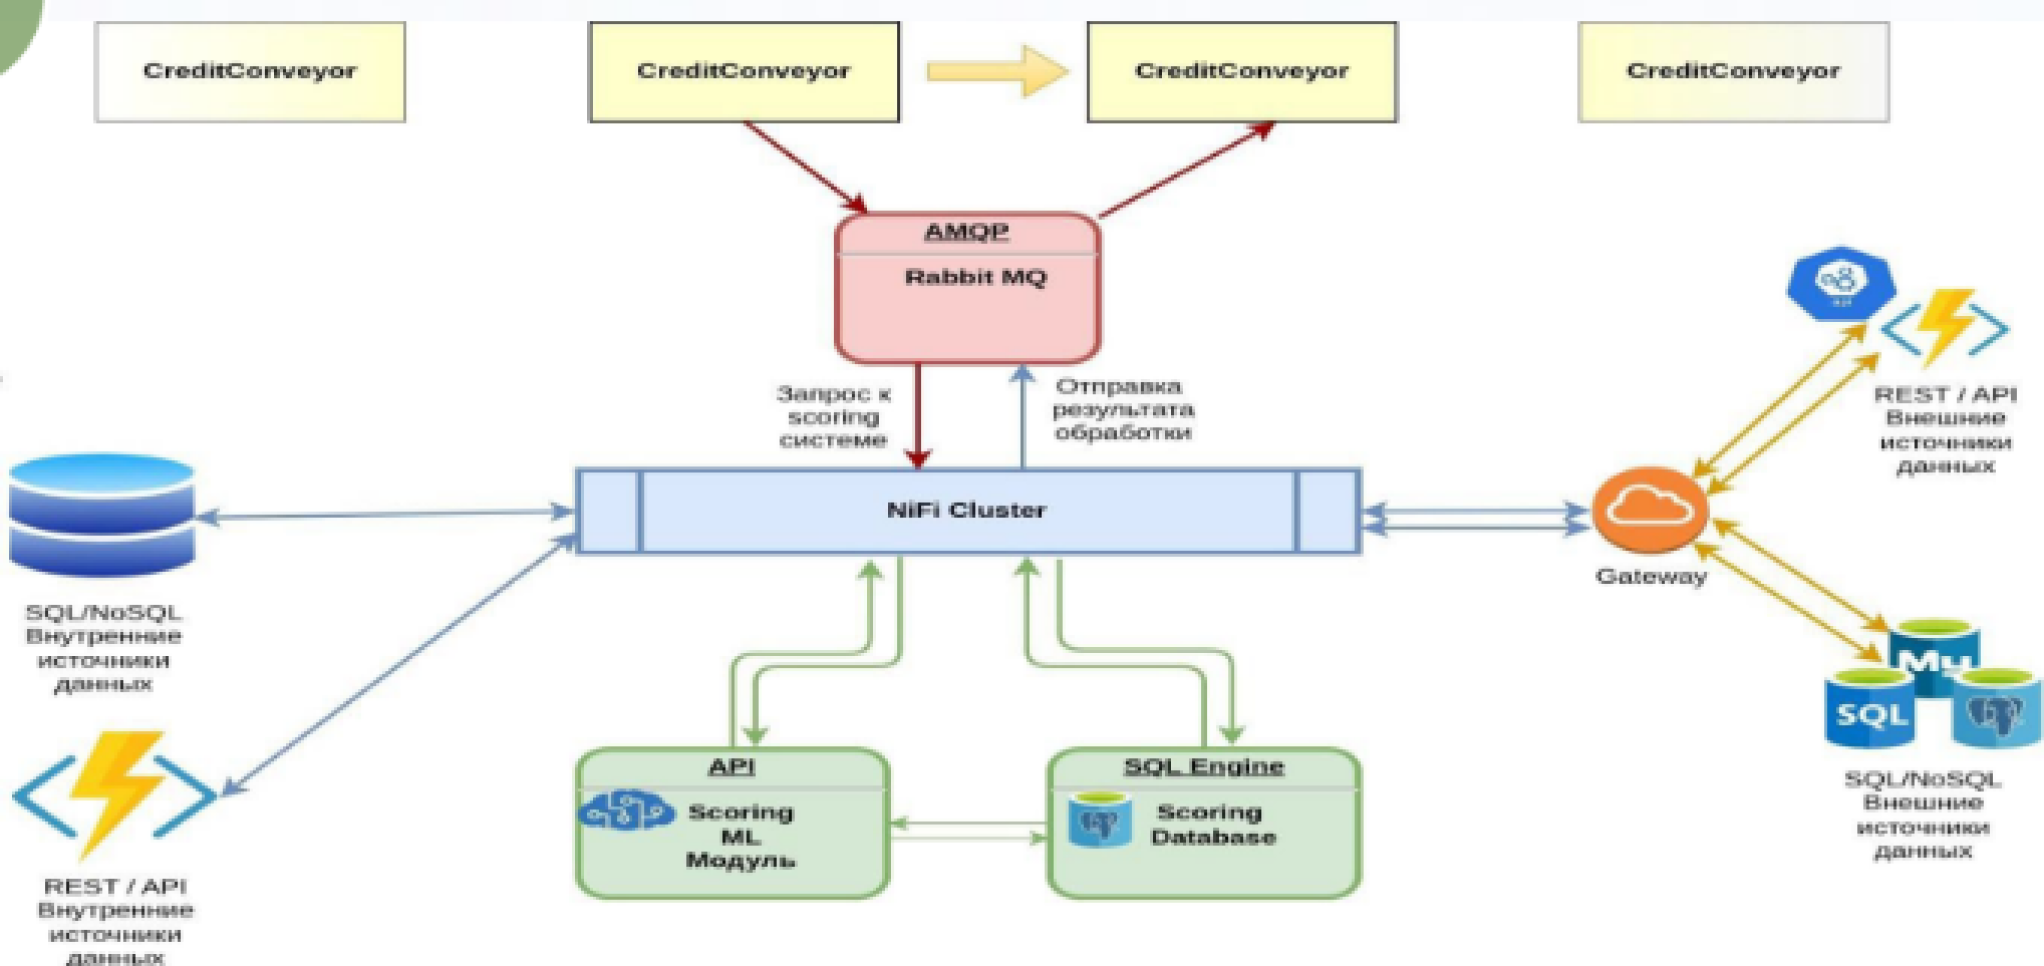 CreditConveyor
CreditConveyor
CreditConveyor
CreditConveyor
AMQP
Rabbit MQ
Запрос к
scoring
системе
Отправка
результата
обработки
REST / API
Внешние
источники
данных
NiFi Cluster
Gateway
SQL/NoSQL
Внутренние
источники
данных
My
SQL
API
Scoring
ML
Модуль
SQL Engine
Scoring
Database
SQL/NoSQL
Внешние
источники
данных
REST / API
Внутренние
источники
данных